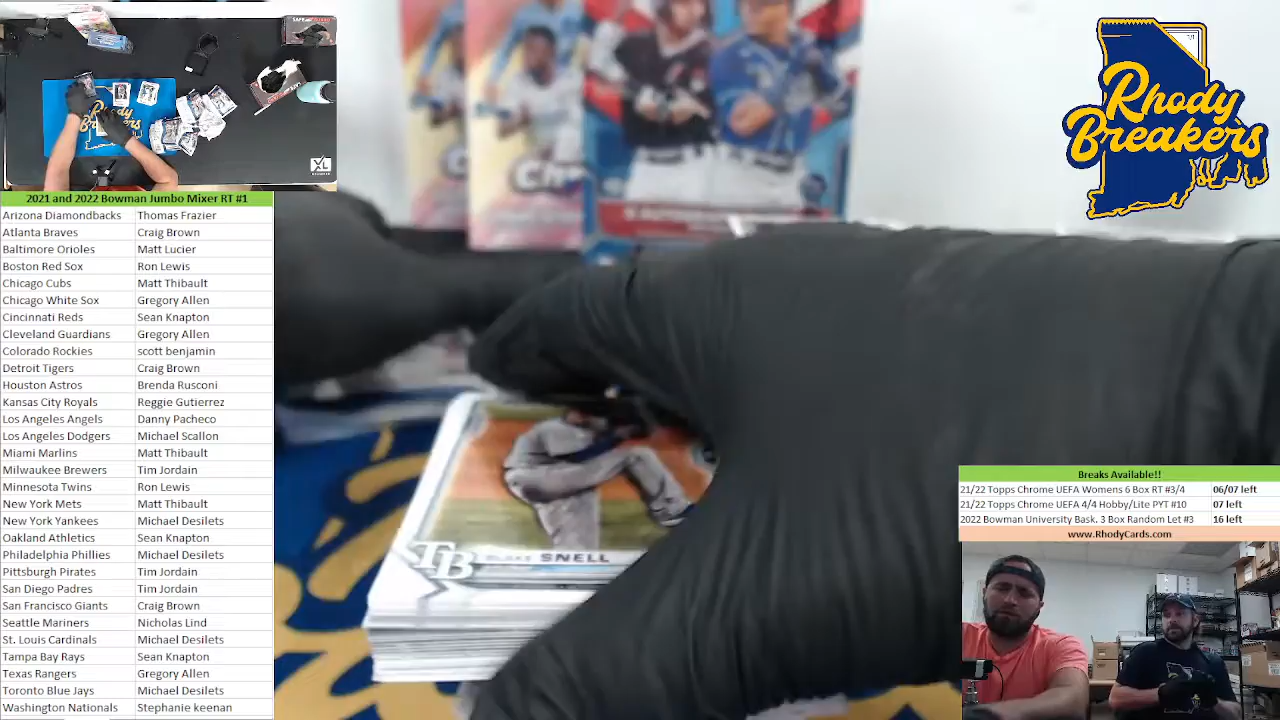 2021 and 2022 Bowman Jumbo Mixer RT #1
Arizona Diamondbacks Thomas Frazier
Atlanta Braves Craig Brown
Baltimore Orioles Matt Lucier
Boston Red Sox Ron Lewis
Chicago Cubs Matt Thibault
Chicago White Sox Gregory Allen
Cincinnati Reds Sean Knapton
Cleveland Guardians Gregory Allen
Colorado Rockies scott benjamin
Detroit Tigers Craig Brown
Houston Astros Brenda Rusconi
Kansas City Royals Reggie Gutierrez
Los Angeles Angels Danny Pacheco
Los Angeles Dodgers Michael Scallon
Miami Marlins Matt Thibault
Milwaukee Brewers Tim Jordain
Minnesota Twins Ron Lewis
New York Mets Matt Thibault
New York Yankees Michael Desilets
Oakland Athletics Sean Knapton
Philadelphia Phillies Michael Desilets
Pittsburgh Pirates Tim Jordain
San Diego Padres Tim Jordain
San Francisco Giants Craig Brown
Seattle Mariners Nicholas Lind
St. Louis Cardinals Michael Desilets
Tampa Bay Rays Sean Knapton
Texas Rangers Gregory Allen
Toronto Blue Jays Michael Desilets
Washington Nationals Stephanie keenan
Rhody
Breakers
TB
SNELL
Breaks Available!!
21/22 Topps Chrome UEFA Womens 6 Box RT #3/4 06/07 left
21/22 Topps Chrome UEFA 4/4 Hobby/Lite PYT #10 07 left
2022 Bowman University Bask. 3 Box Random Let #3 16 left
www.RhodyCards.com